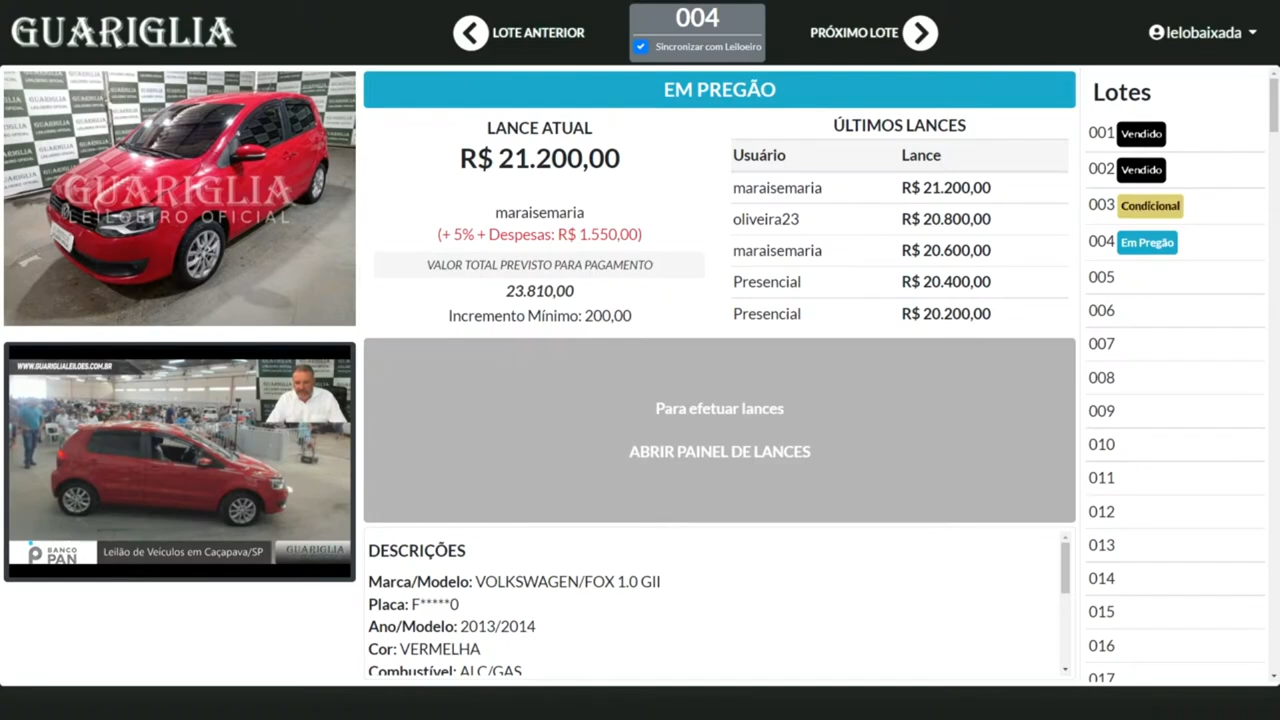 GUARIGLIA
LOTE ANTERIOR
004
Sincronizar com Leiloeiro
PRÓXIMO LOTE
lelobaixada
GUARIGLIA
LEILOEIRO OFICIAL
EM PREGÃO
LANCE ATUAL
R$ 21.200,00
maraisemaria
(+ 5% + Despesas: R$ 1.550,00)
VALOR TOTAL PREVISTO PARA PAGAMENTO
23.810,00
Incremento Mínimo: 200,00
ÚLTIMOS LANCES
Usuário Lance
maraisemaria R$ 21.200,00
oliveira23 R$ 20.800,00
maraisemaria R$ 20.600,00
Presencial R$ 20.400,00
Presencial R$ 20.200,00
Para efetuar lances
ABRIR PAINEL DE LANCES
WWW.GUARIGLIALEILOES.COM.BR
BANCO
PAN
Leilão de Veículos em Caçapava/SP
GUARIGLIA
DESCRIÇÕES
Marca/Modelo: VOLKSWAGEN/FOX 1.0 GII
Placa: F*****0
Ano/Modelo: 2013/2014
Cor: VERMELHA
Combustível: ALC/GAS
Lotes
001 Vendido
002 Vendido
003 Condicional
004 Em Pregão
005
006
007
008
009
010
011
012
013
014
015
016
017